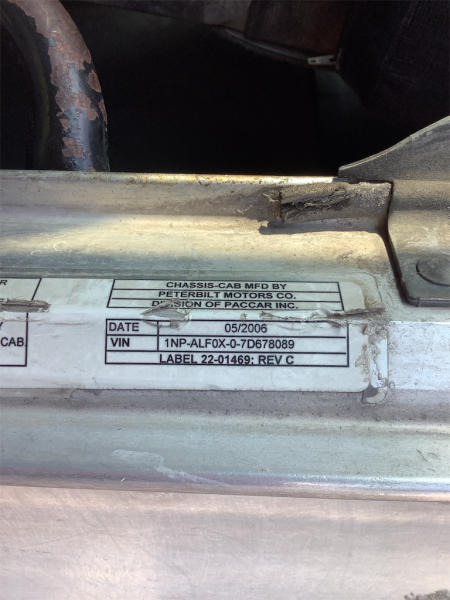 R
CHASSIS-CAB MFD BY
PETERBILT MOTORS CO.
DIVISION OF PACCAR INC.
Y
DATE 05/2006
CAB.
VIN 1NP-ALF0X-0-7D678089
LABEL 22-01469: REV C